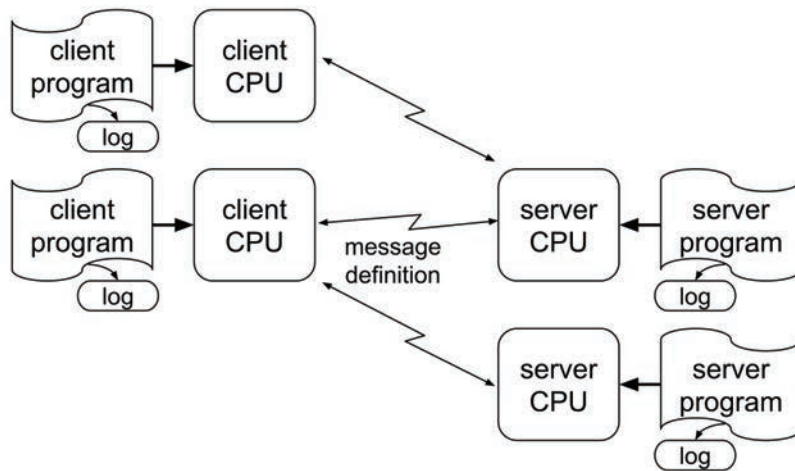 client
program
client
CPU
log
client
program
client
CPU
message
definition
server
CPU
server
program
log
log
server
CPU
server
program
log